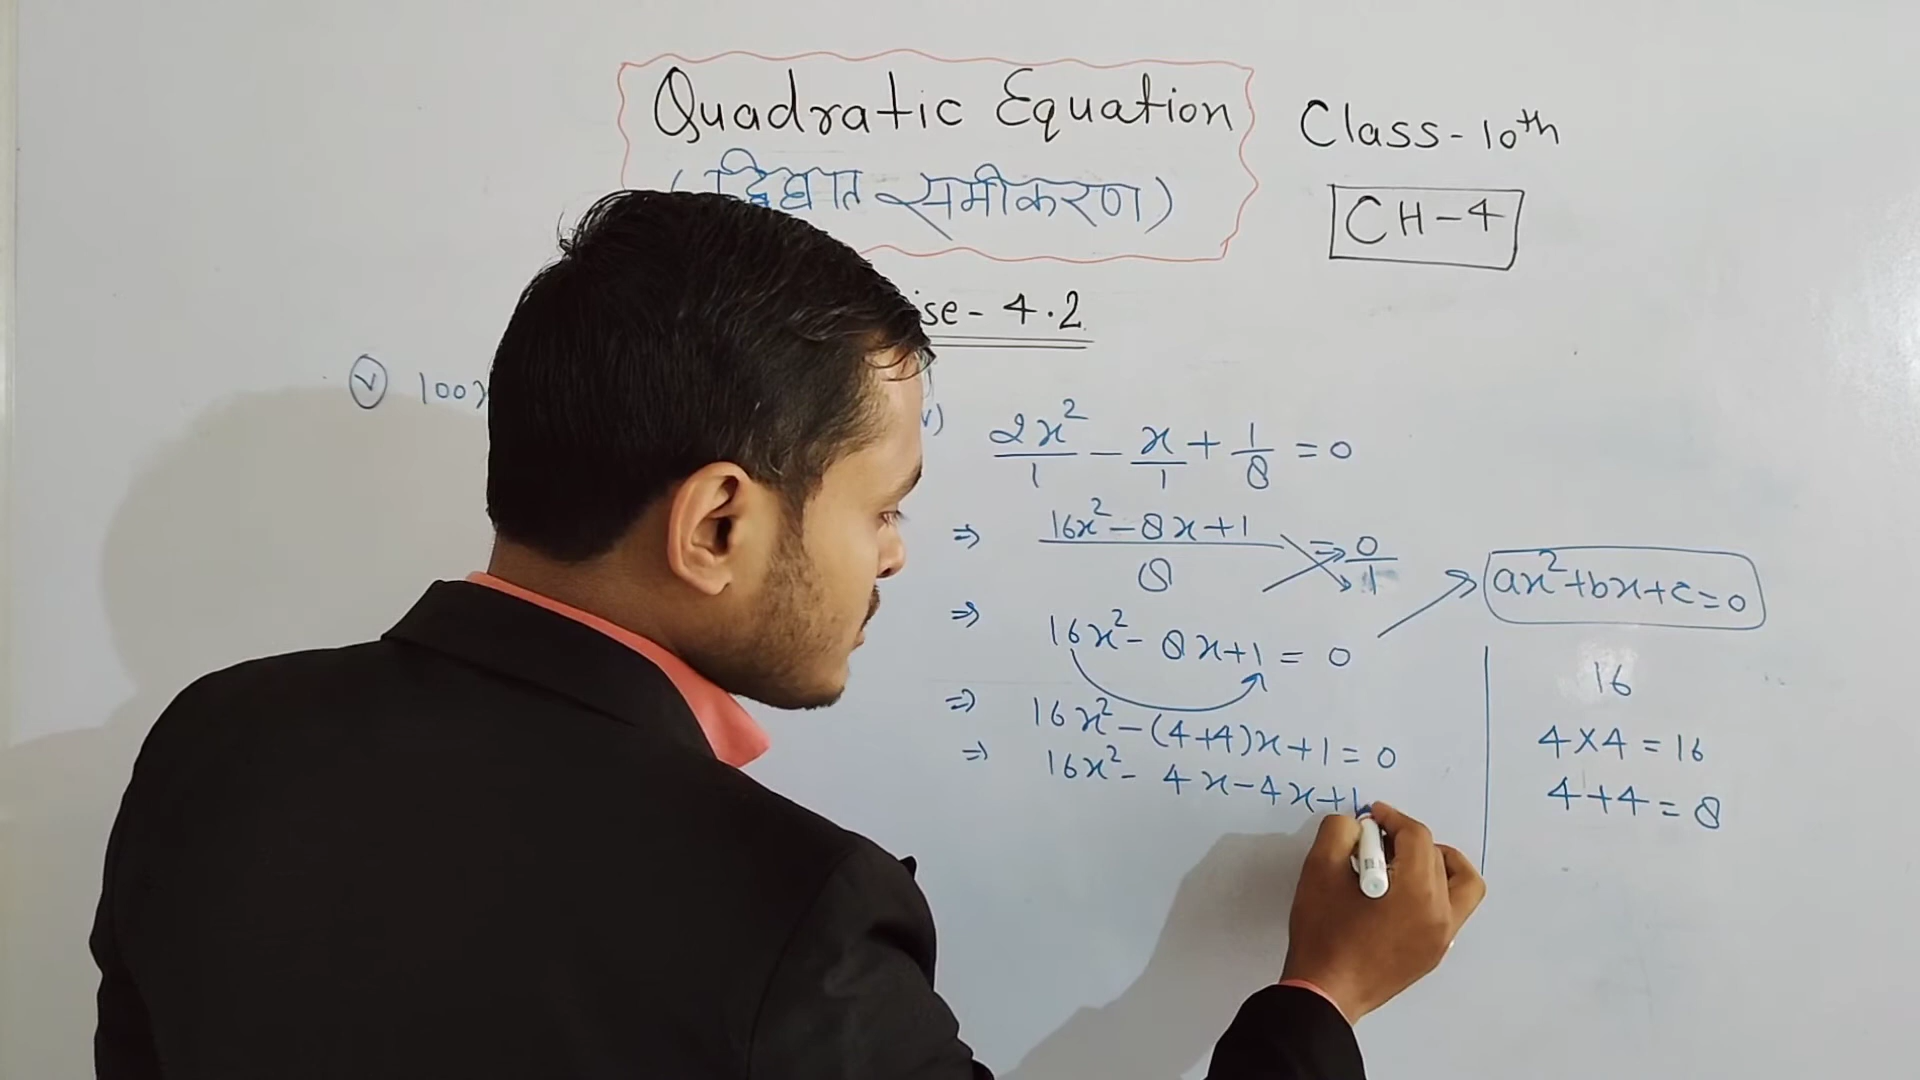 Quadratic Equation
(द्विघात समीकरण)
Class-10th
CH-4
ise-4.2
(v) 100x
v) 2x²/1 - x/1 + 1/8 = 0
⇒ (16x²-8x+1)/8 = 0/1
⇒ 16x²-8x+1 = 0
ax²+bx+c=0
⇒ 16x²-(4+4)x+1=0
⇒ 16x²-4x-4x+1
16
4×4=16
4+4=8